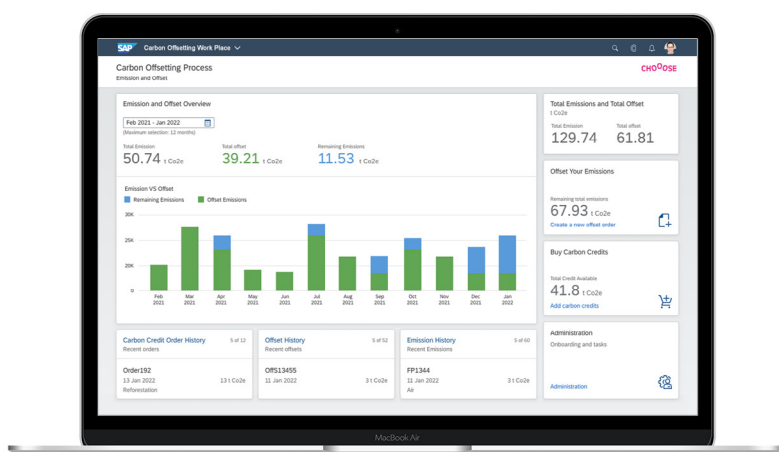 SAP Carbon Offsetting Work Place
Carbon Offsetting Process
Emission and Offset
CHOOOSE
Emission and Offset Overview
Feb 2021 - Jan 2022
(Maximum selection: 12 months)
Total Emission
50.74 t Co2e
Total offset
39.21 t Co2e
Remaining Emissions
11.53 t Co2e
Emission VS Offset
Remaining Emissions
Offset Emissions
30K
25K
20K
0
Feb 2021
Mar 2021
Apr 2021
May 2021
Jun 2021
Jul 2021
Aug 2021
Sep 2021
Oct 2021
Nov 2021
Dec 2021
Jan 2022
Carbon Credit Order History 5 of 12
Recent orders
Order192
13 Jan 2022 13 t Co2e
Reforestation
Offset History 5 of 52
Recent offsets
OffS13455
11 Jan 2022 3 t Co2e
Emission History 5 of 60
Recent Emissions
FP1344
11 Jan 2022 3 t Co2e
Air
Total Emissions and Total Offset
t Co2e
Total Emission
129.74
Total offset
61.81
Offset Your Emissions
Remaining total emissions
67.93 t Co2e
Create a new offset order
Buy Carbon Credits
Total Credit Available
41.8 t Co2e
Add carbon credits
Administration
Onboarding and tasks
Administration
MacBook Air